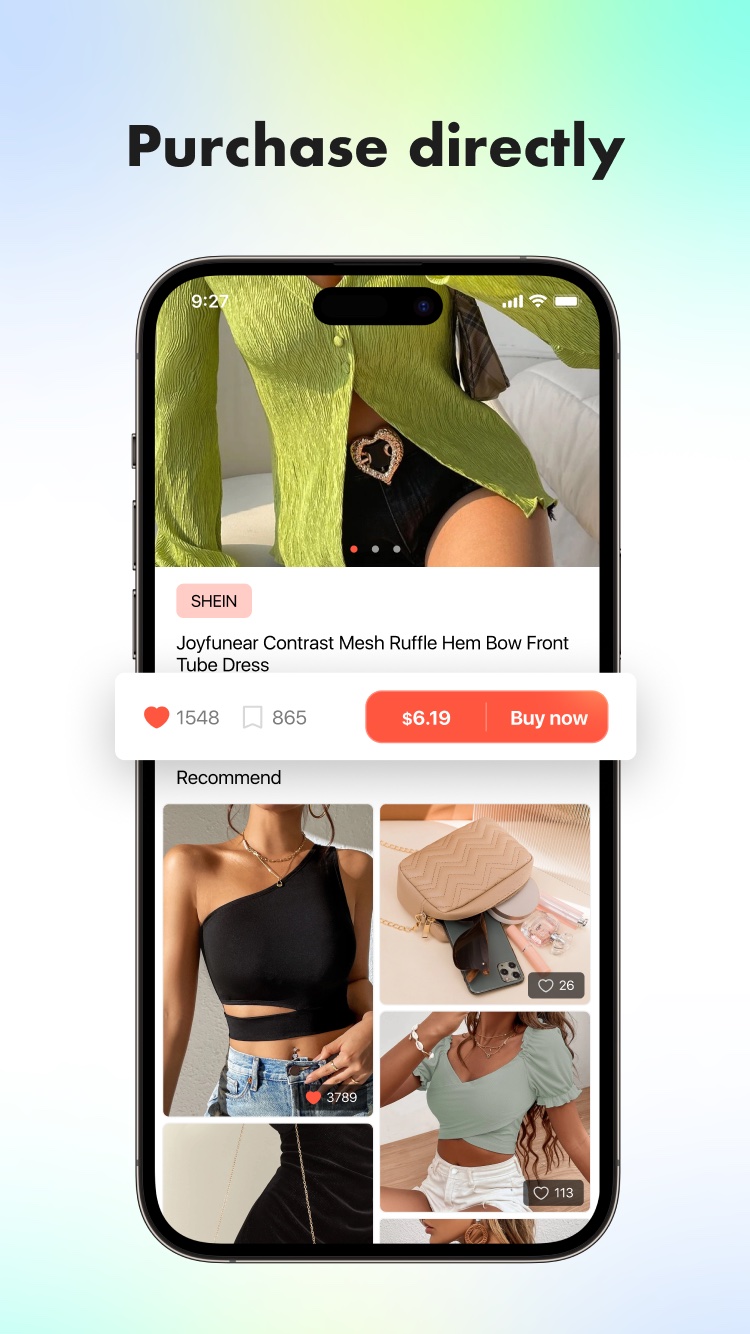 Purchase directly
9:27
SHEIN
Joyfunear Contrast Mesh Ruffle Hem Bow Front
Tube Dress
1548 865 $6.19 Buy now
Recommend
26
3789
113